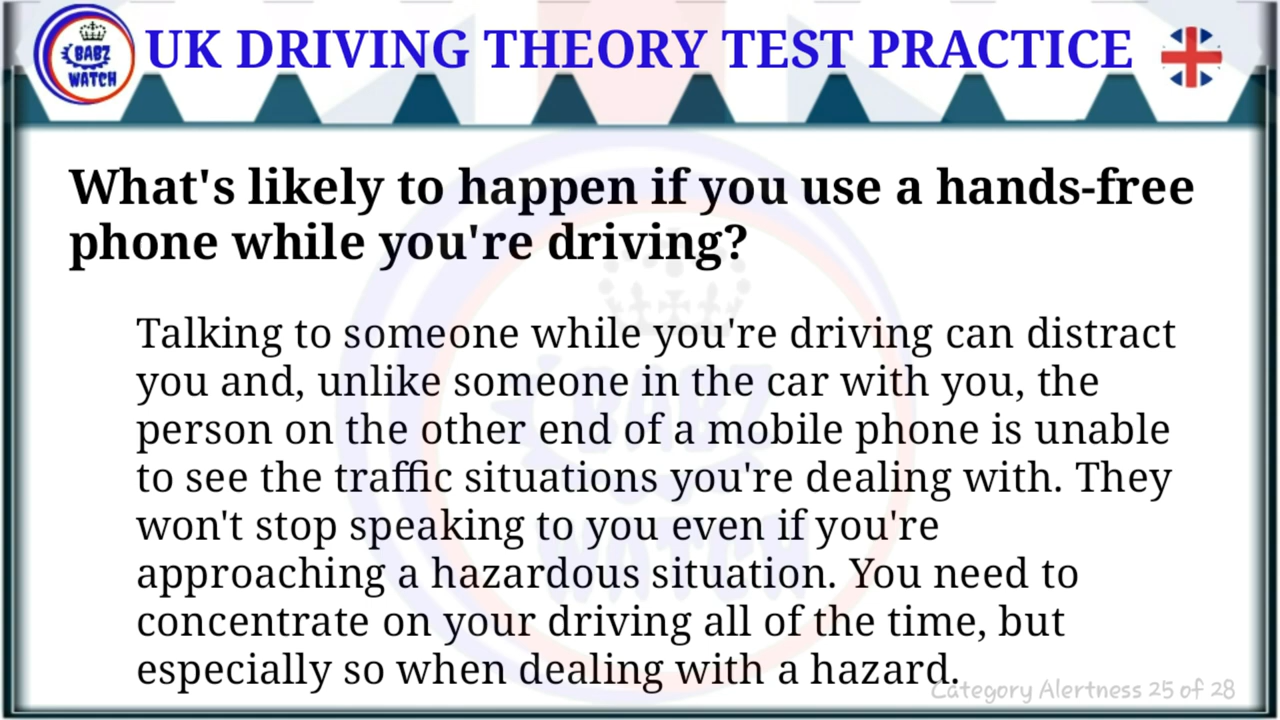 BABZ
WATCH
UK DRIVING THEORY TEST PRACTICE
What's likely to happen if you use a hands-free
phone while you're driving?
Talking to someone while you're driving can distract
you and, unlike someone in the car with you, the
person on the other end of a mobile phone is unable
to see the traffic situations you're dealing with. They
won't stop speaking to you even if you're
approaching a hazardous situation. You need to
concentrate on your driving all of the time, but
especially so when dealing with a hazard.
Category Alertness 25 of 28
BABZ
WATCH